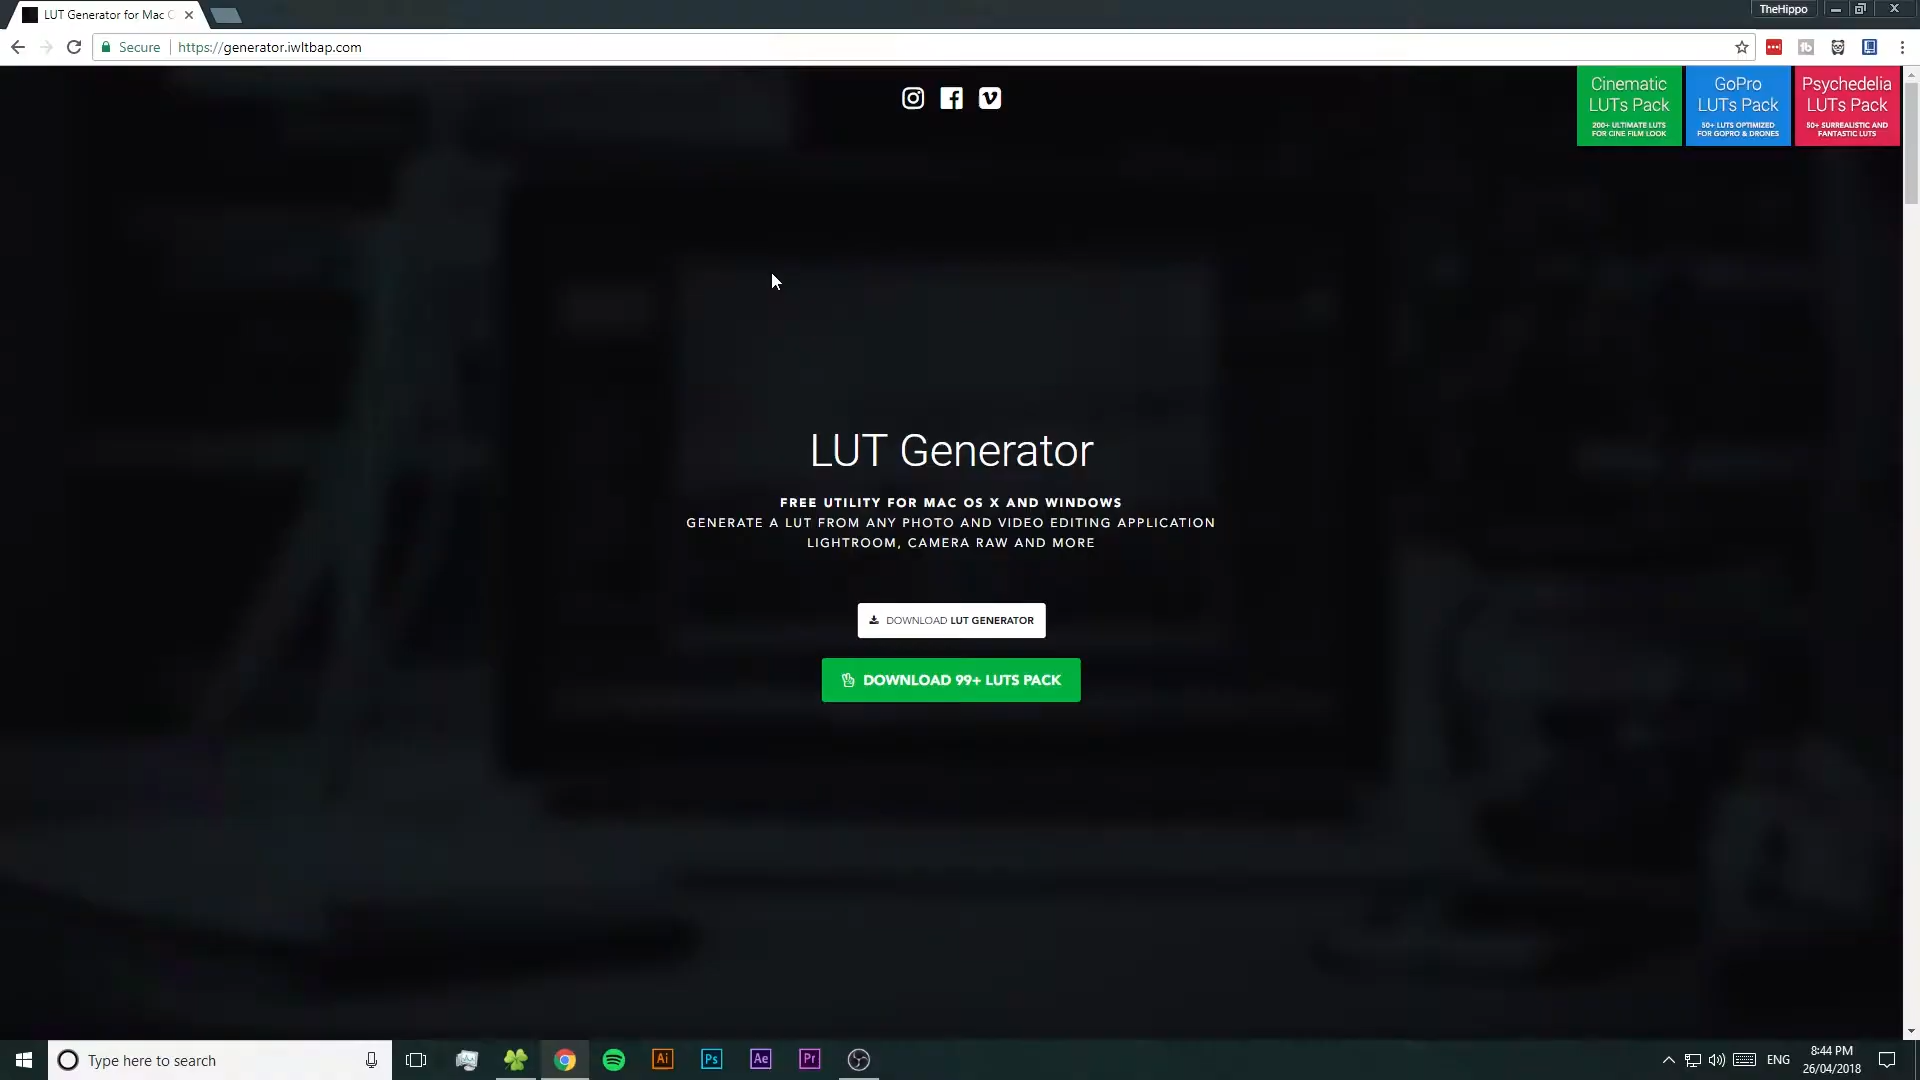 LUT Generator for Mac O
TheHippo
Secure
https://generator.iwltbap.com
Cinematic
LUTs Pack
200+ ULTIMATE LUTS
FOR CINE FILM LOOK
GoPro
LUTs Pack
50+ LUTS OPTIMIZED
FOR GOPRO & DRONES
Psychedelia
LUTs Pack
50+ SURREALISTIC AND
FANTASTIC LUTS
LUT Generator
FREE UTILITY FOR MAC OS X AND WINDOWS
GENERATE A LUT FROM ANY PHOTO AND VIDEO EDITING APPLICATION
LIGHTROOM, CAMERA RAW AND MORE
DOWNLOAD LUT GENERATOR
DOWNLOAD 99+ LUTS PACK
Type here to search
Ai
Ps
Ae
Pr
ENG
8:44 PM
26/04/2018